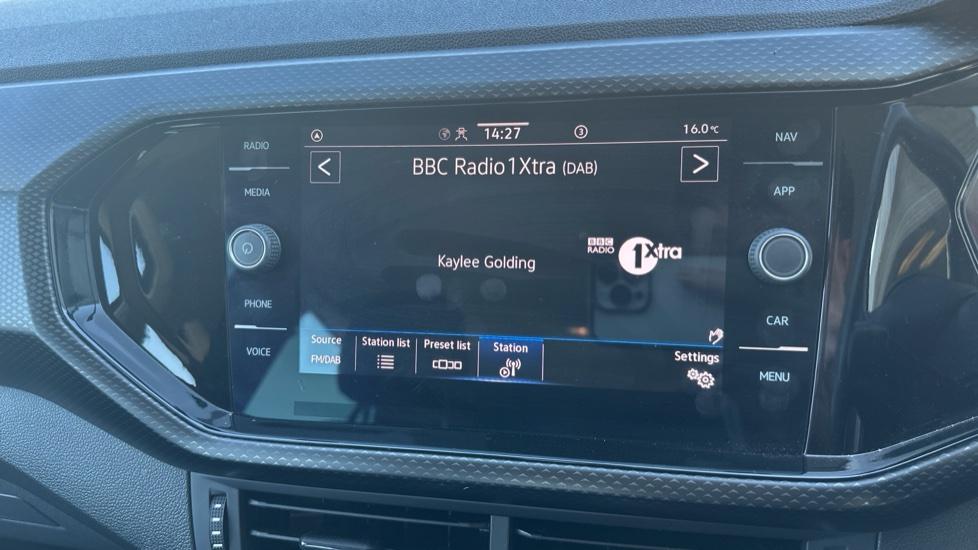 RADIO
MEDIA
PHONE
VOICE
14:27
3
16.0°C
< BBC Radio 1Xtra (DAB) >
Kaylee Golding
BBC
RADIO
1Xtra
Source
FM/DAB
Station list
Preset list
Station
Settings
NAV
APP
CAR
MENU